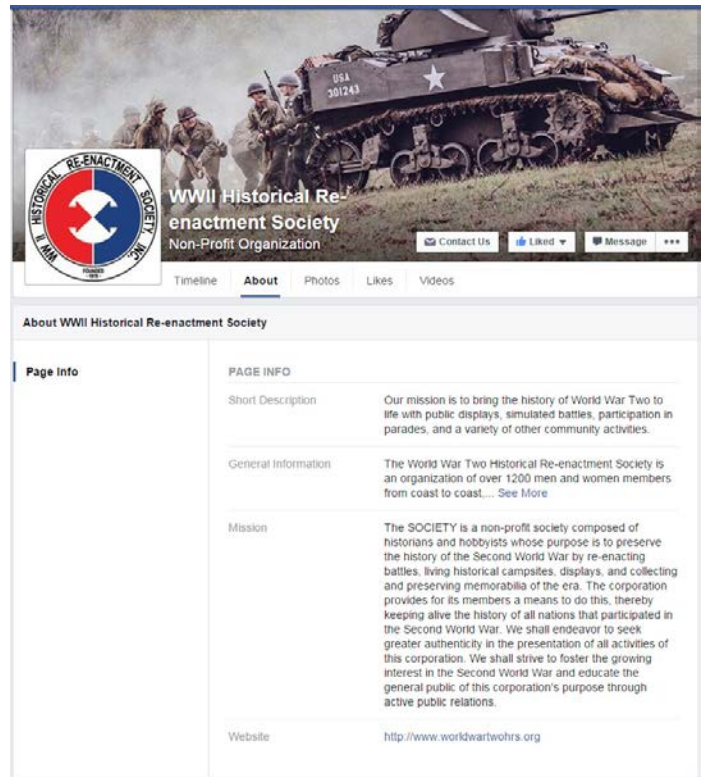 USA
301243
WW II HISTORICAL RE-ENACTMENT SOCIETY INC.
FOUNDED
- 1975 -
WWII Historical Re-
enactment Society
Non-Profit Organization
Contact Us
Liked
Message
Timeline
About
Photos
Likes
Videos
About WWII Historical Re-enactment Society
Page Info
PAGE INFO
Short Description
Our mission is to bring the history of World War Two to
life with public displays, simulated battles, participation in
parades, and a variety of other community activities.
General Information
The World War Two Historical Re-enactment Society is
an organization of over 1200 men and women members
from coast to coast,... See More
Mission
The SOCIETY is a non-profit society composed of
historians and hobbyists whose purpose is to preserve
the history of the Second World War by re-enacting
battles, living historical campsites, displays, and collecting
and preserving memorabilia of the era. The corporation
provides for its members a means to do this, thereby
keeping alive the history of all nations that participated in
the Second World War. We shall endeavor to seek
greater authenticity in the presentation of all activities of
this corporation. We shall strive to foster the growing
interest in the Second World War and educate the
general public of this corporation's purpose through
active public relations.
Website
http://www.worldwartwohrs.org